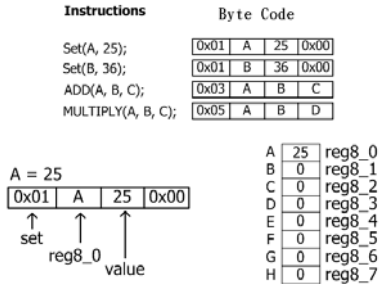 Instructions Byte Code
Set(A, 25); 0x01 A 25 0x00
Set(B, 36); 0x01 B 36 0x00
ADD(A, B, C); 0x03 A B C
MULTIPLY(A, B, C); 0x05 A B D
A = 25
0x01 A 25 0x00
set
reg8_0
value
A 25 reg8_0
B 0 reg8_1
C 0 reg8_2
D 0 reg8_3
E 0 reg8_4
F 0 reg8_5
G 0 reg8_6
H 0 reg8_7